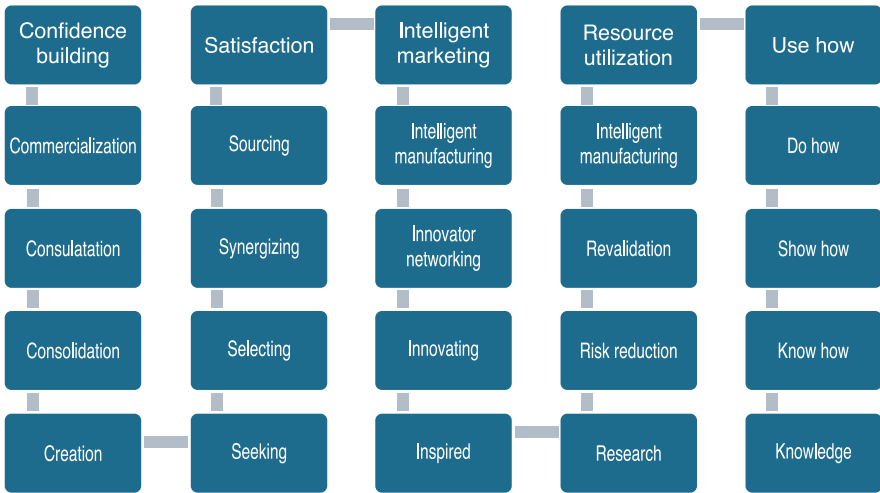 Confidence
building
Satisfaction
Intelligent
marketing
Resource
utilization
Use how
Commercialization
Sourcing
Intelligent
manufacturing
Intelligent
manufacturing
Do how
Consulatation
Synergizing
Innovator
networking
Revalidation
Show how
Consolidation
Selecting
Innovating
Risk reduction
Know how
Creation
Seeking
Inspired
Research
Knowledge